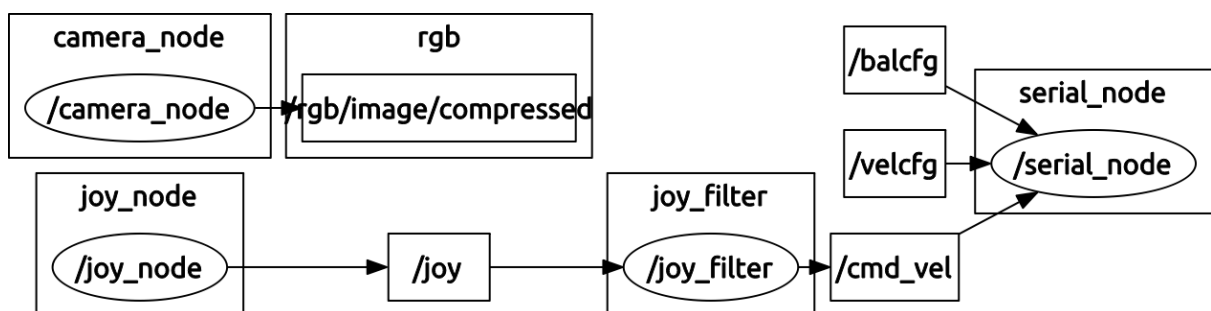 camera_node
/camera_node
rgb
/rgb/image/compressed
/balcfg
serial_node
/velcfg
/serial_node
joy_node
/joy_node
/joy
joy_filter
/joy_filter
/cmd_vel